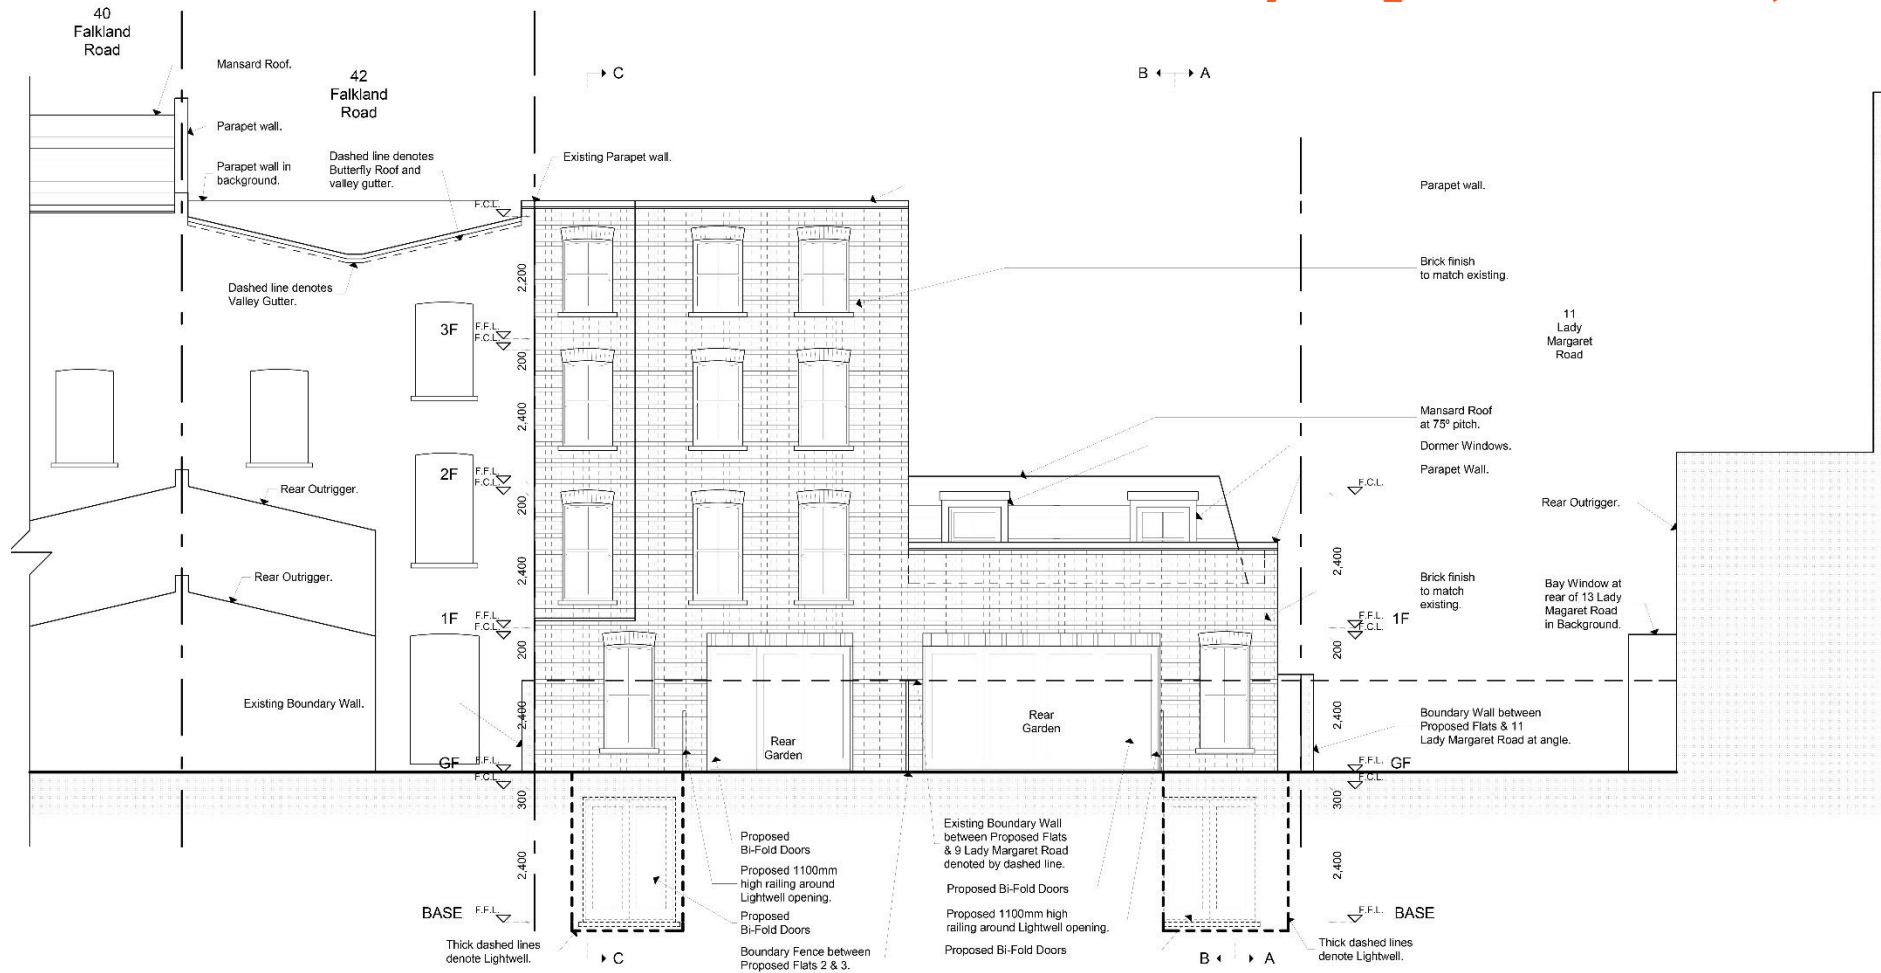 40
Falkland
Road
Mansard Roof.
42
Falkland
Road
C
B
A
Parapet wall.
Parapet wall in
background.
Dashed line denotes
Butterfly Roof and
valley gutter.
Existing Parapet wall.
Parapet wall.
F.C.L.
Brick finish
to match existing.
2,200
Dashed line denotes
Valley Gutter.
11
Lady
Margaret
Road
3F
F.F.L.
F.C.L.
200
2,400
Mansard Roof
at 75º pitch.
Dormer Windows.
Parapet Wall.
2F
F.F.L.
F.C.L.
200
Rear Outrigger.
F.C.L.
Rear Outrigger.
2,400
2,400
Rear Outrigger.
Brick finish
to match
existing.
Bay Window at
rear of 13 Lady
Magaret Road
in Background.
1F
F.F.L.
F.C.L.
200
F.F.L.
F.C.L.
1F
200
Existing Boundary Wall.
2,400
Rear
Garden
Rear
Garden
2,400
Boundary Wall between
Proposed Flats & 11
Lady Margaret Road at angle.
GF
F.F.L.
F.C.L.
300
F.F.L.
F.C.L.
GF
300
Proposed
Bi-Fold Doors
Proposed 1100mm
high railing around
Lightwell opening.
Proposed
Bi-Fold Doors
Boundary Fence between
Proposed Flats 2 & 3.
Existing Boundary Wall
between Proposed Flats
& 9 Lady Margaret Road
denoted by dashed line.
Proposed Bi-Fold Doors
Proposed 1100mm high
railing around Lightwell opening.
Proposed Bi-Fold Doors
2,400
2,400
BASE
F.F.L.
F.F.L.
BASE
Thick dashed lines
denote Lightwell.
C
B
A
Thick dashed lines
denote Lightwell.